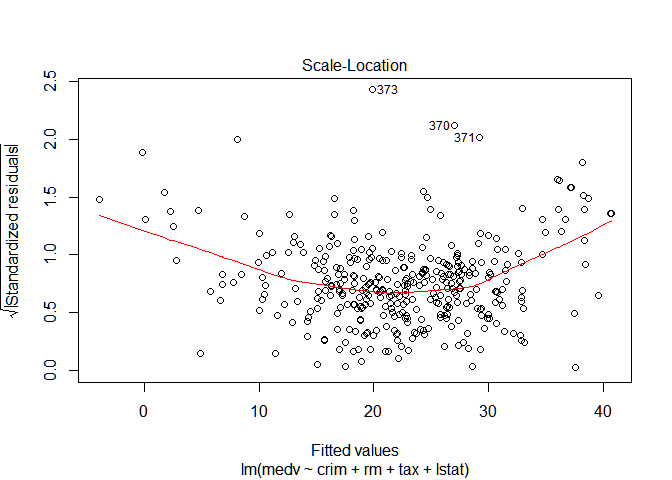 Scale-Location
√|Standardized residuals|
2.5
2.0
1.5
1.0
0.5
0.0
373
370
371
0 10 20 30 40
Fitted values
lm(medv ~ crim + rm + tax + lstat)